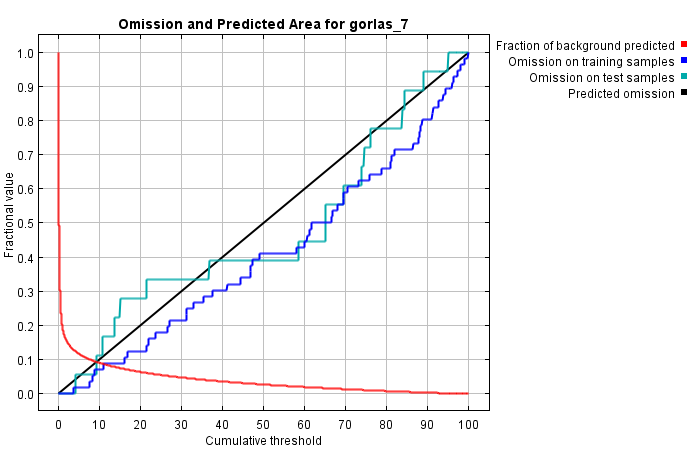 Omission and Predicted Area for gorlas_7
Fraction of background predicted
Omission on training samples
Omission on test samples
Predicted omission
Fractional value
1.0
0.9
0.8
0.7
0.6
0.5
0.4
0.3
0.2
0.1
0.0
0 10 20 30 40 50 60 70 80 90 100
Cumulative threshold